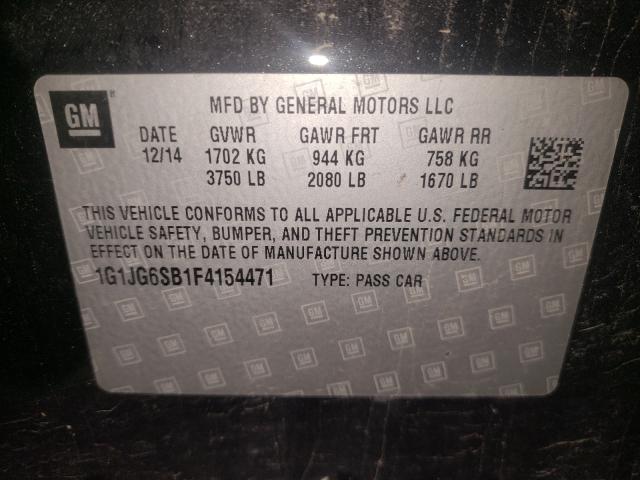 GM ®
MFD BY GENERAL MOTORS LLC
DATE GVWR GAWR FRT GAWR RR
12/14 1702 KG 944 KG 758 KG
3750 LB 2080 LB 1670 LB
THIS VEHICLE CONFORMS TO ALL APPLICABLE U.S. FEDERAL MOTOR
VEHICLE SAFETY, BUMPER, AND THEFT PREVENTION STANDARDS IN
EFFECT ON THE DATE OF MANUFACTURE SHOWN ABOVE.
1G1JG6SB1F4154471 TYPE: PASS CAR